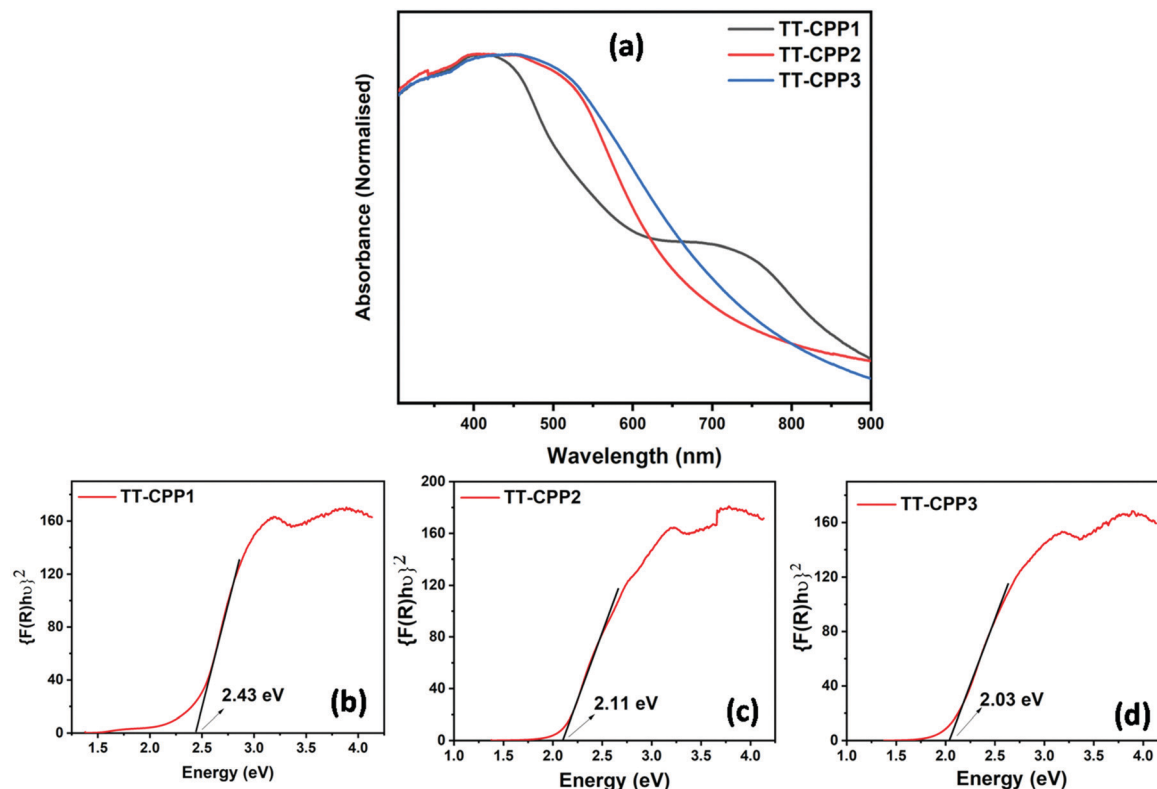 (a)
TT-CPP1
TT-CPP2
TT-CPP3
Absorbance (Normalised)
400 500 600 700 800 900
Wavelength (nm)
TT-CPP1
160
120
80
40
0
{F(R)hυ}²
2.43 eV
(b)
1.5 2.0 2.5 3.0 3.5 4.0
Energy (eV)
TT-CPP2
200
160
120
80
40
0
{F(R)hυ}²
2.11 eV
(c)
1.0 1.5 2.0 2.5 3.0 3.5 4.0
Energy (eV)
TT-CPP3
160
120
80
40
0
{F(R)hυ}²
2.03 eV
(d)
1.0 1.5 2.0 2.5 3.0 3.5 4.0
Energy (eV)